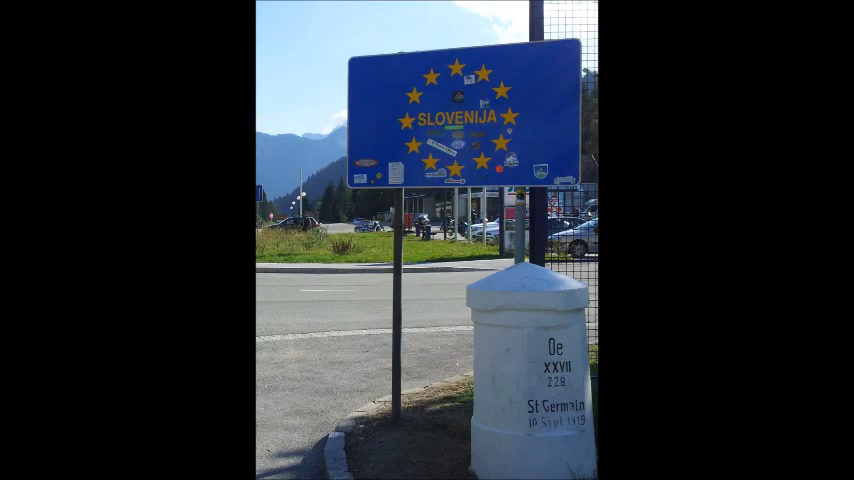 SLOVENIJA
Oe
XXVII
228
St Germain
10 Sept 1919